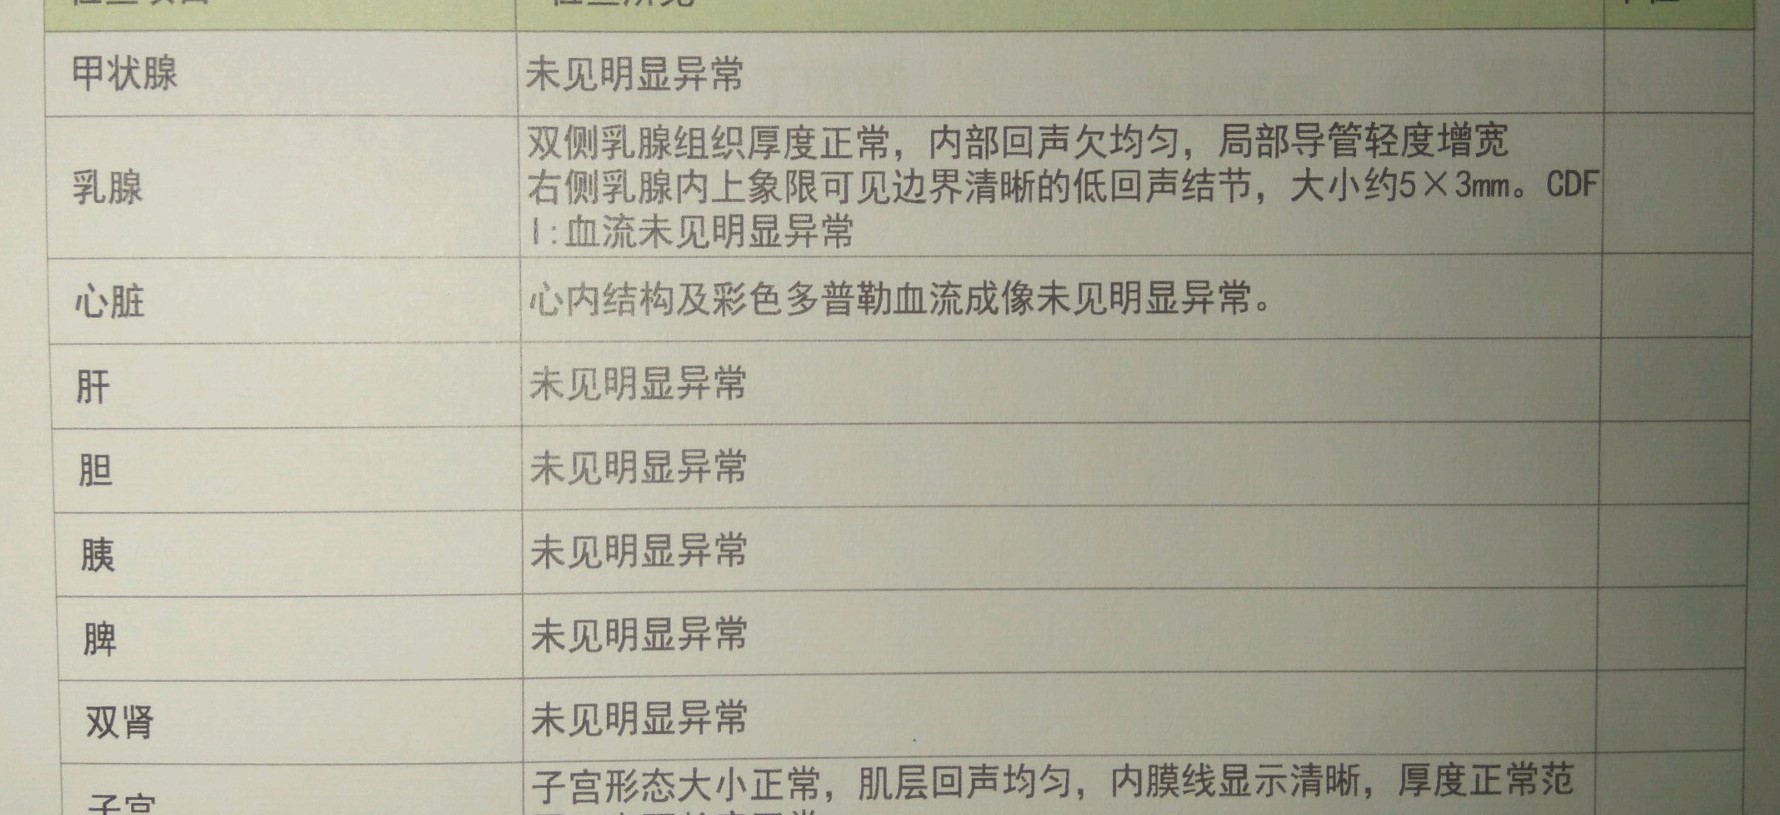 甲状腺 未见明显异常
双侧乳腺组织厚度正常，内部回声欠均匀，局部导管轻度增宽
乳腺 右侧乳腺内上象限可见边界清晰的低回声结节，大小约5×3mm。CDF
I:血流未见明显异常
心脏 心内结构及彩色多普勒血流成像未见明显异常。
肝 未见明显异常
胆 未见明显异常
胰 未见明显异常
脾 未见明显异常
双肾 未见明显异常
子宫形态大小正常，肌层回声均匀，内膜线显示清晰，厚度正常范
子宫